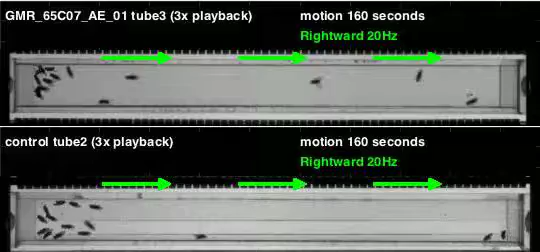 GMR_65C07_AE_01 tube3 (3x playback)
motion 160 seconds
Rightward 20Hz
control tube2 (3x playback)
motion 160 seconds
Rightward 20Hz